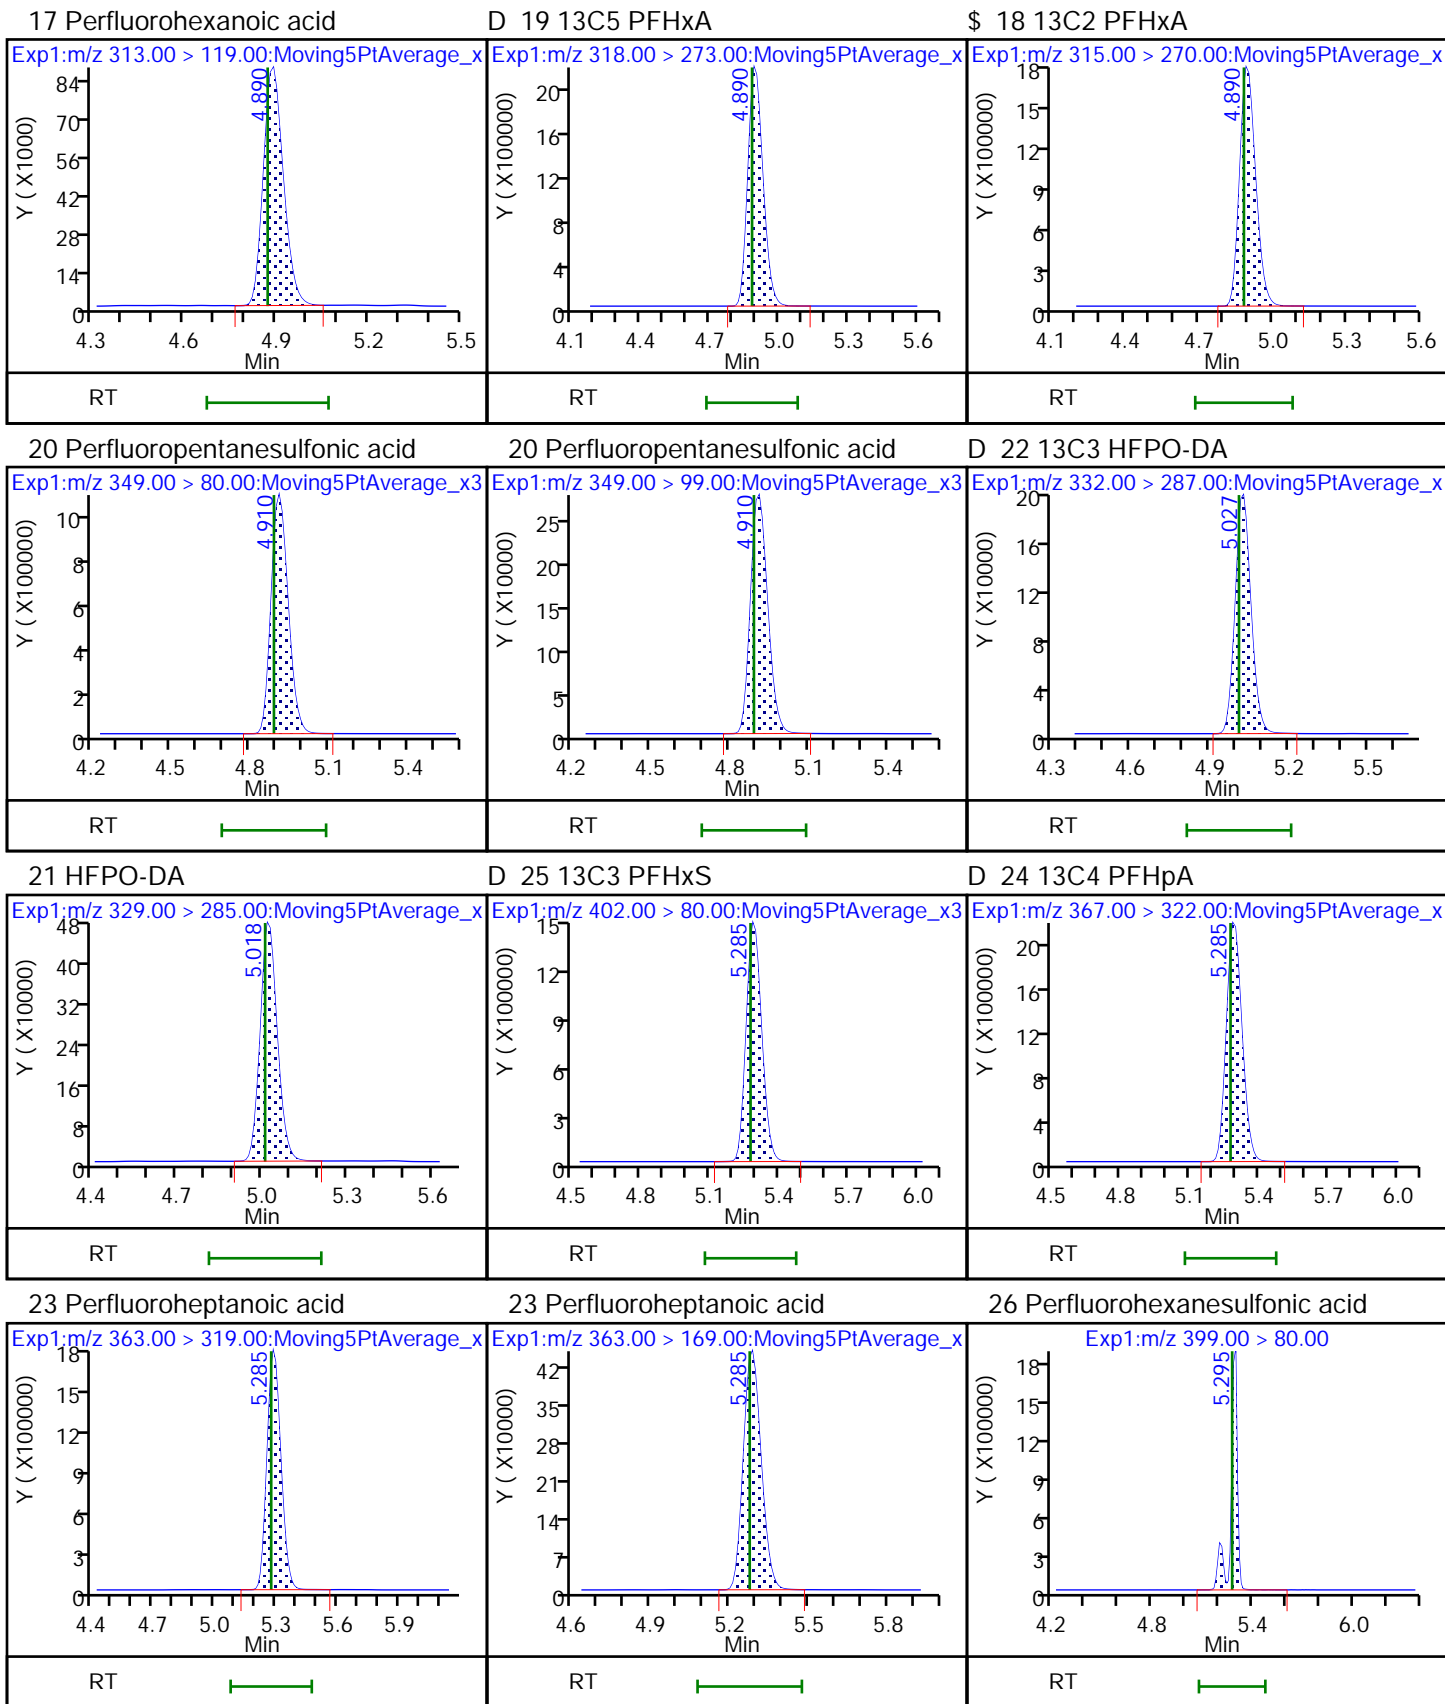 17 Perfluorohexanoic acid
Exp1:m/z 313.00 > 119.00:Moving5PtAverage_x
Y ( X1000)
84
70
56
42
28
14
0
4.890
4.3 4.6 4.9 5.2 5.5
Min
RT
D 19 13C5 PFHxA
Exp1:m/z 318.00 > 273.00:Moving5PtAverage_x
Y ( X100000)
20
16
12
8
4
0
4.890
4.1 4.4 4.7 5.0 5.3 5.6
Min
RT
$ 18 13C2 PFHxA
Exp1:m/z 315.00 > 270.00:Moving5PtAverage_x
Y ( X100000)
18
15
12
9
6
3
0
4.890
4.1 4.4 4.7 5.0 5.3 5.6
Min
RT
20 Perfluoropentanesulfonic acid
Exp1:m/z 349.00 > 80.00:Moving5PtAverage_x3
Y ( X100000)
10
8
6
4
2
0
4.910
4.2 4.5 4.8 5.1 5.4
Min
RT
20 Perfluoropentanesulfonic acid
Exp1:m/z 349.00 > 99.00:Moving5PtAverage_x3
Y ( X10000)
25
20
15
10
5
0
4.910
4.2 4.5 4.8 5.1 5.4
Min
RT
D 22 13C3 HFPO-DA
Exp1:m/z 332.00 > 287.00:Moving5PtAverage_x
Y ( X10000)
20
16
12
8
4
0
5.027
4.3 4.6 4.9 5.2 5.5
Min
RT
21 HFPO-DA
Exp1:m/z 329.00 > 285.00:Moving5PtAverage_x
Y ( X10000)
48
40
32
24
16
8
0
5.018
4.4 4.7 5.0 5.3 5.6
Min
RT
D 25 13C3 PFHxS
Exp1:m/z 402.00 > 80.00:Moving5PtAverage_x3
Y ( X100000)
15
12
9
6
3
0
5.285
4.5 4.8 5.1 5.4 5.7 6.0
Min
RT
D 24 13C4 PFHpA
Exp1:m/z 367.00 > 322.00:Moving5PtAverage_x
Y ( X100000)
20
16
12
8
4
0
5.285
4.5 4.8 5.1 5.4 5.7 6.0
Min
RT
23 Perfluoroheptanoic acid
Exp1:m/z 363.00 > 319.00:Moving5PtAverage_x
Y ( X100000)
18
15
12
9
6
3
0
5.285
4.4 4.7 5.0 5.3 5.6 5.9
Min
RT
23 Perfluoroheptanoic acid
Exp1:m/z 363.00 > 169.00:Moving5PtAverage_x
Y ( X10000)
42
35
28
21
14
7
0
5.285
4.6 4.9 5.2 5.5 5.8
Min
RT
26 Perfluorohexanesulfonic acid
Exp1:m/z 399.00 > 80.00
Y ( X100000)
18
15
12
9
6
3
0
5.295
4.2 4.8 5.4 6.0
Min
RT